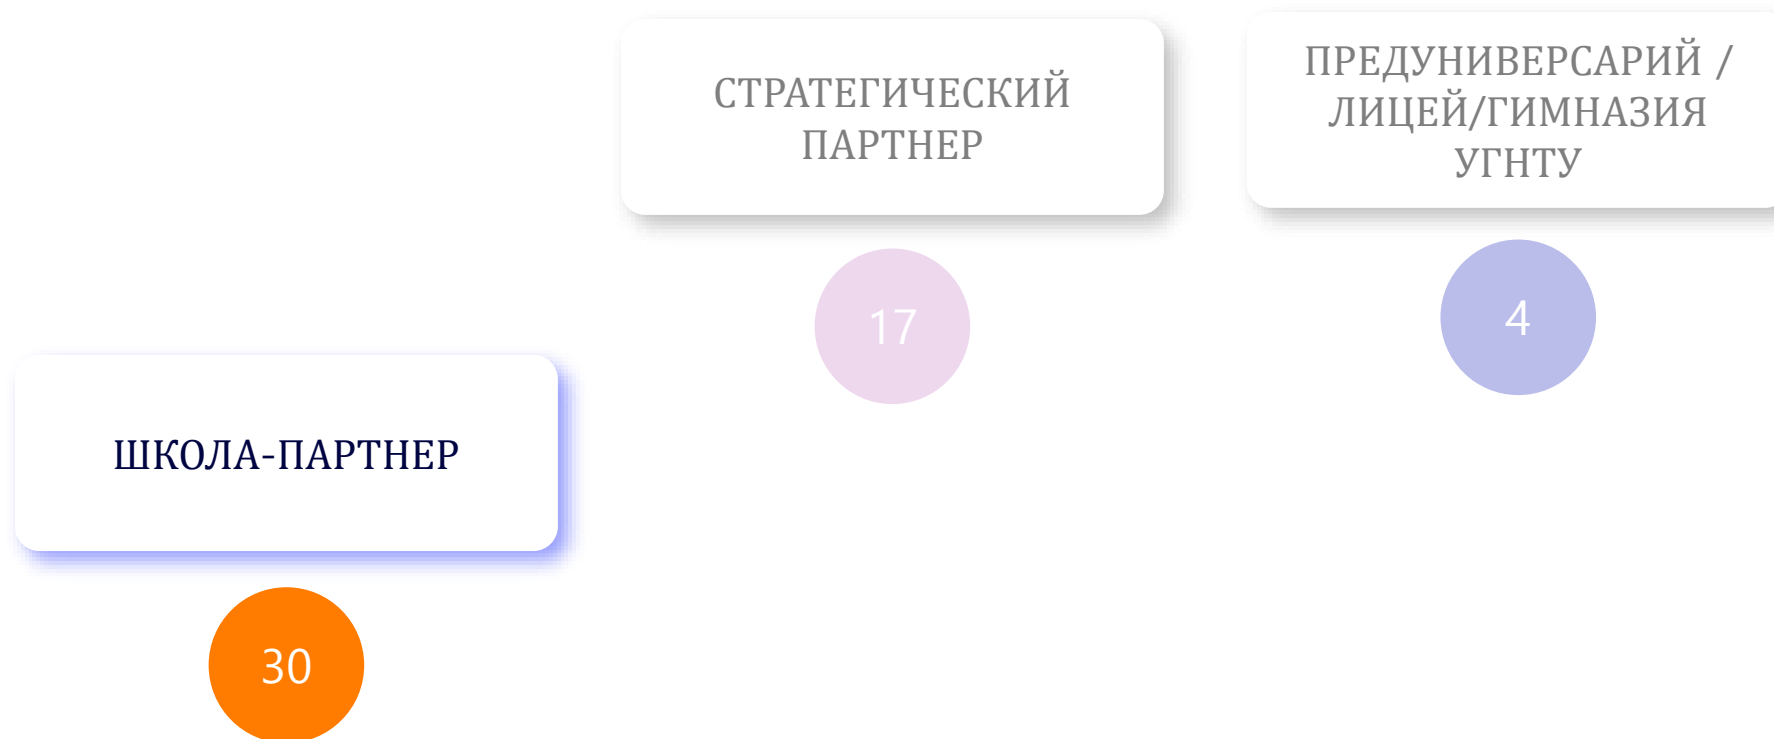 СТРАТЕГИЧЕСКИЙ
ПАРТНЕР
17
ПРЕДУНИВЕРСАРИЙ /
ЛИЦЕЙ/ГИМНАЗИЯ
УГНТУ
4
ШКОЛА-ПАРТНЕР
30